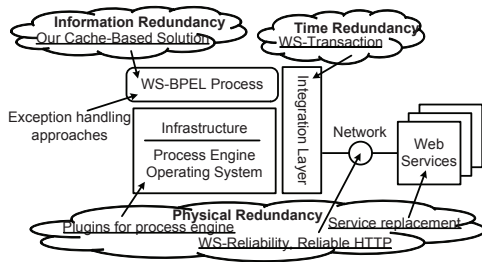 Information Redundancy
Our Cache-Based Solution
Time Redundancy
WS-Transaction
WS-BPEL Process
Exception handling
approaches
Infrastructure
Process Engine
Operating System
Integration
Layer
Network
Web
Services
Physical Redundancy
Plugins for process engine
Service replacement
WS-Reliability, Reliable HTTP